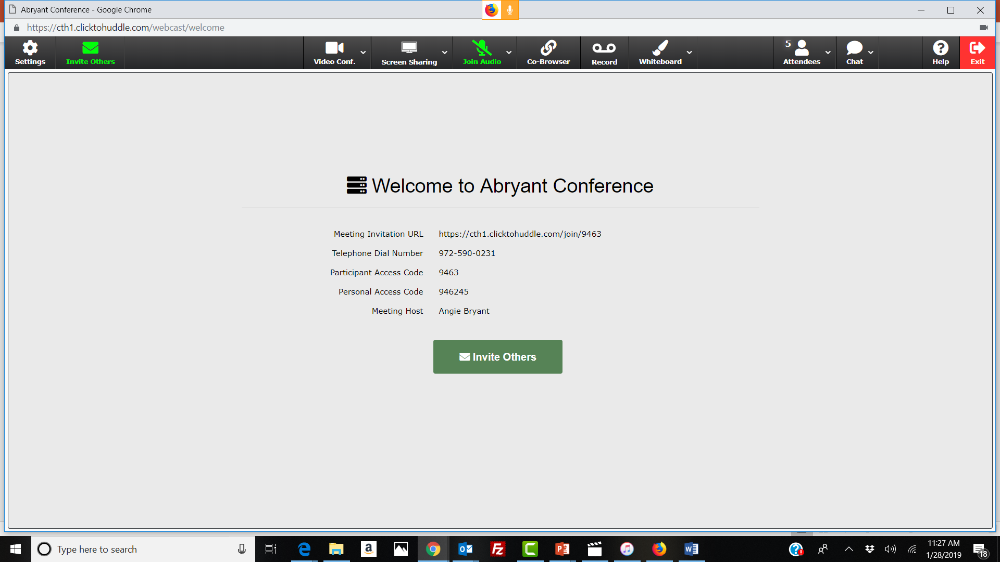 Abryant Conference - Google Chrome
https://cth1.clicktohuddle.com/webcast/welcome
Settings Invite Others Video Conf. Screen Sharing Join Audio Co-Browser Record Whiteboard 5 Attendees Chat Help Exit
Welcome to Abryant Conference
Meeting Invitation URL https://cth1.clicktohuddle.com/join/9463
Telephone Dial Number 972-590-0231
Participant Access Code 9463
Personal Access Code 946245
Meeting Host Angie Bryant
Invite Others
Type here to search
11:27 AM
1/28/2019
18